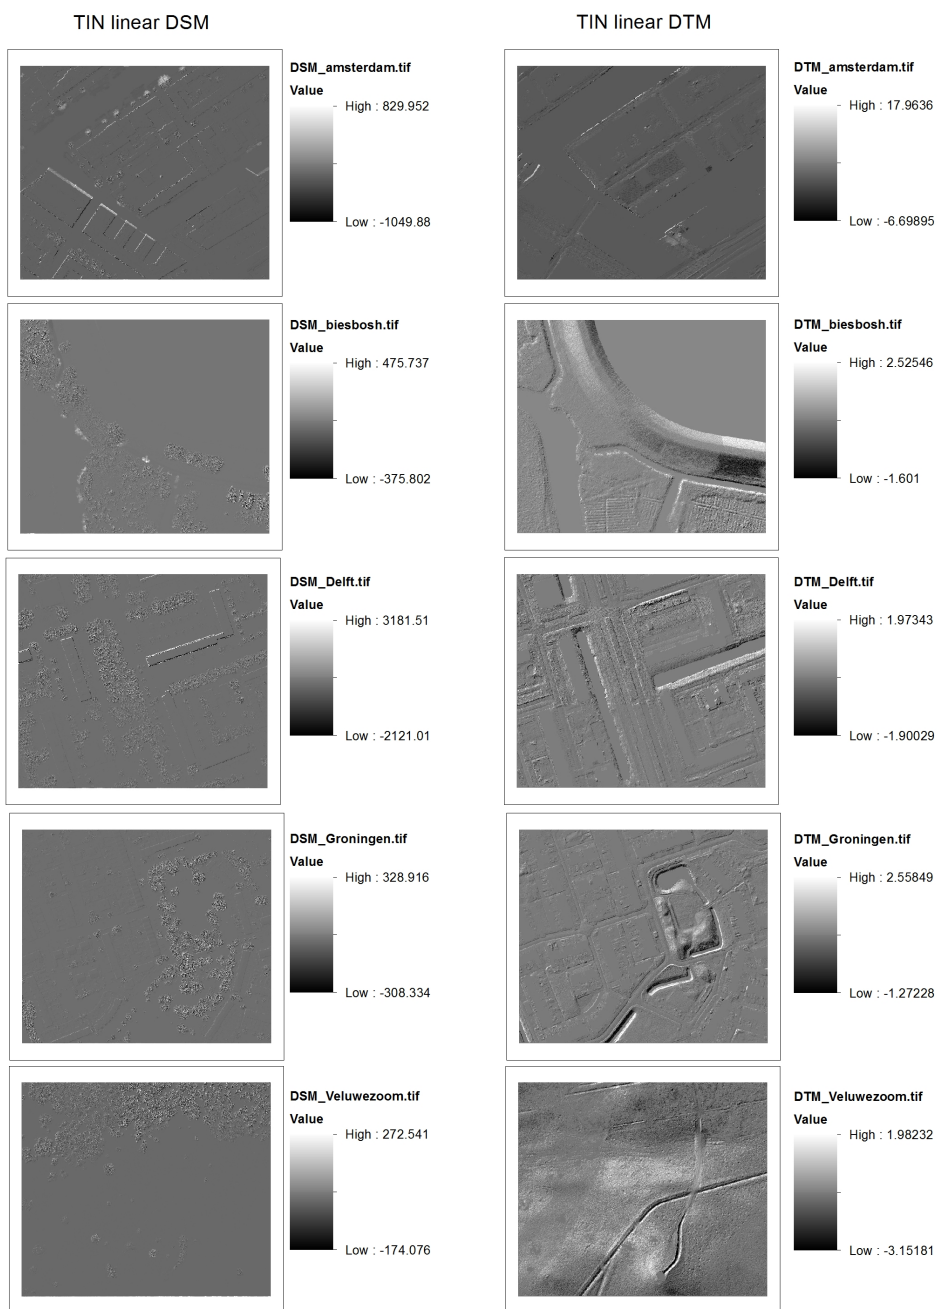 TIN linear DSM
TIN linear DTM
DSM_amsterdam.tif
Value
High : 829.952
Low : -1049.88
DTM_amsterdam.tif
Value
High : 17.9636
Low : -6.69895
DSM_biesbosh.tif
Value
High : 475.737
Low : -375.802
DTM_biesbosh.tif
Value
High : 2.52546
Low : -1.601
DSM_Delft.tif
Value
High : 3181.51
Low : -2121.01
DTM_Delft.tif
Value
High : 1.97343
Low : -1.90029
DSM_Groningen.tif
Value
High : 328.916
Low : -308.334
DTM_Groningen.tif
Value
High : 2.55849
Low : -1.27228
DSM_Veluwezoom.tif
Value
High : 272.541
Low : -174.076
DTM_Veluwezoom.tif
Value
High : 1.98232
Low : -3.15181